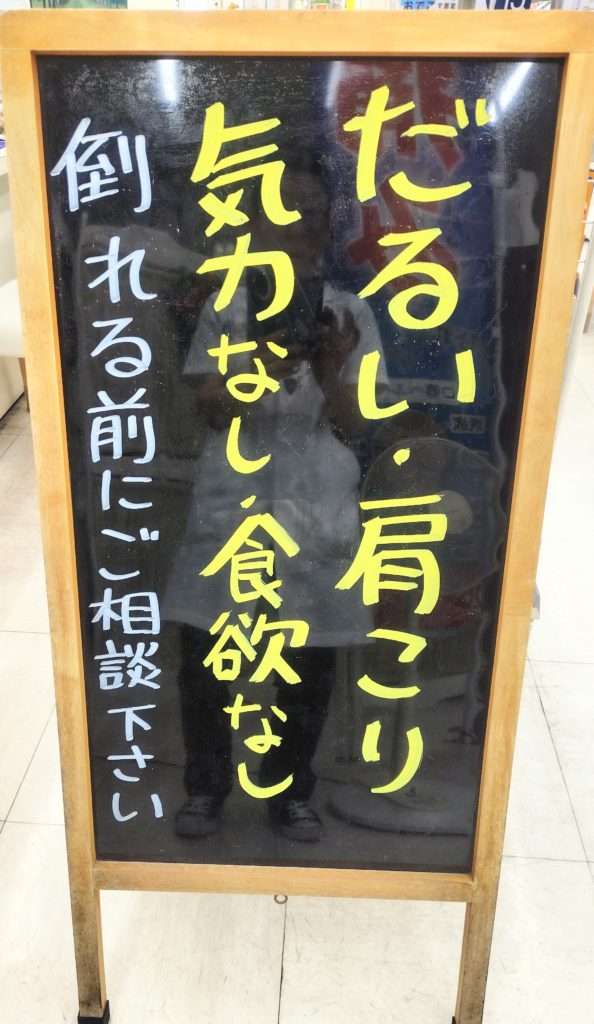 だるい・肩こり
気力なし・食欲なし
倒れる前にご相談下さい